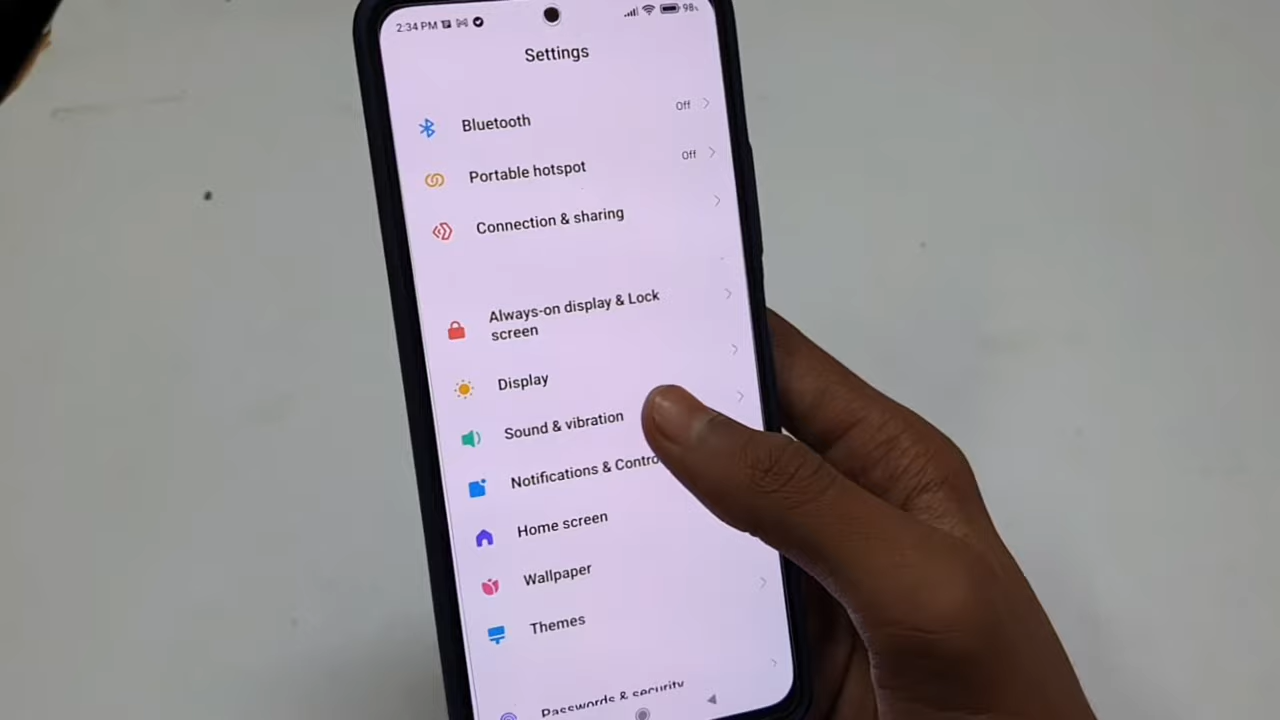 2:34 PM
98%
Settings
Bluetooth
Off
Portable hotspot
Off
Connection & sharing
Always-on display & Lock
screen
Display
Sound & vibration
Notifications & Contro
Home screen
Wallpaper
Themes
Passwords & security